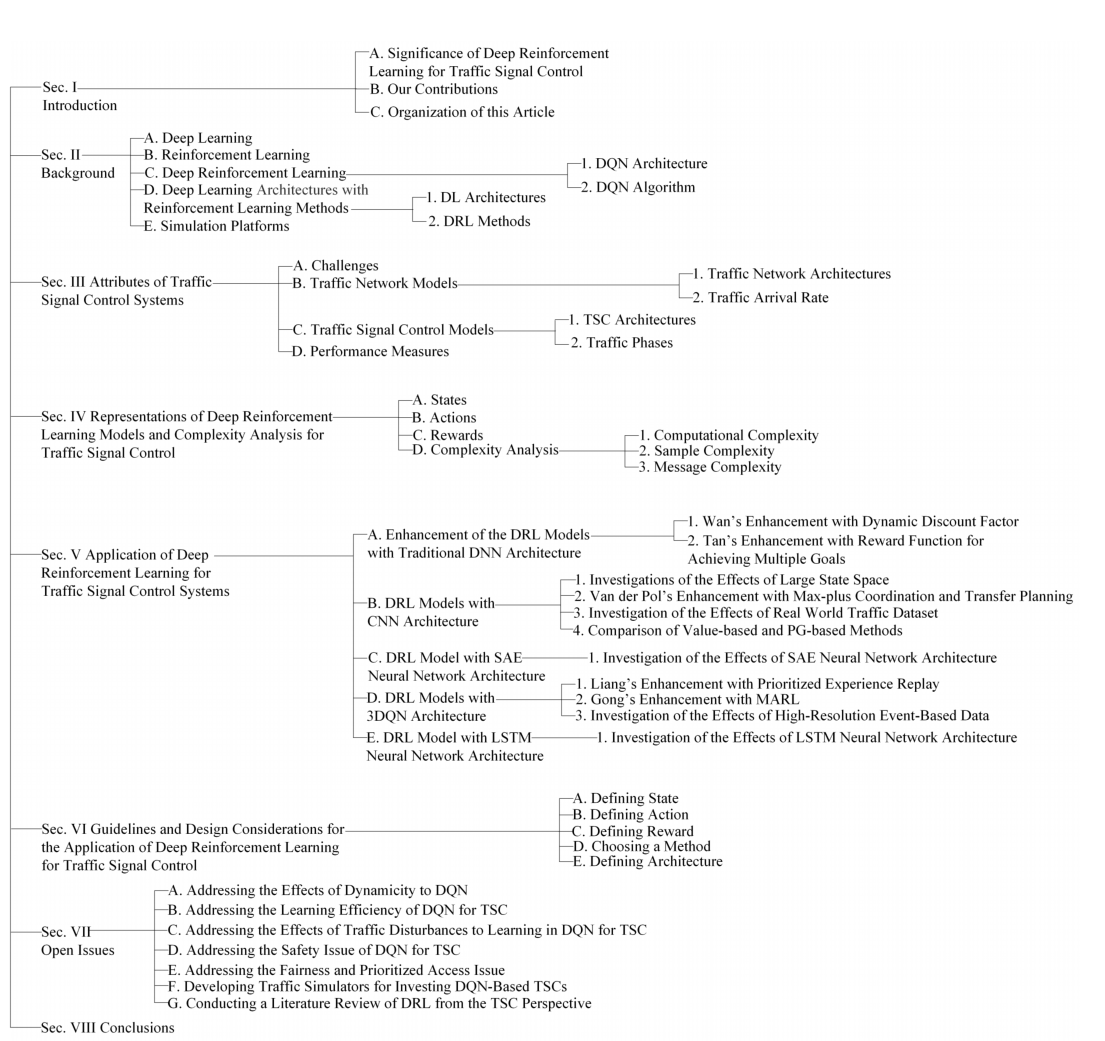 Sec. I
Introduction
A. Significance of Deep Reinforcement
Learning for Traffic Signal Control
B. Our Contributions
C. Organization of this Article
Sec. II
Background
A. Deep Learning
B. Reinforcement Learning
C. Deep Reinforcement Learning
1. DQN Architecture
2. DQN Algorithm
D. Deep Learning Architectures with
Reinforcement Learning Methods
1. DL Architectures
2. DRL Methods
E. Simulation Platforms
Sec. III Attributes of Traffic
Signal Control Systems
A. Challenges
B. Traffic Network Models
1. Traffic Network Architectures
2. Traffic Arrival Rate
C. Traffic Signal Control Models
1. TSC Architectures
2. Traffic Phases
D. Performance Measures
Sec. IV Representations of Deep Reinforcement
Learning Models and Complexity Analysis for
Traffic Signal Control
A. States
B. Actions
C. Rewards
D. Complexity Analysis
1. Computational Complexity
2. Sample Complexity
3. Message Complexity
Sec. V Application of Deep
Reinforcement Learning for
Traffic Signal Control Systems
A. Enhancement of the DRL Models
with Traditional DNN Architecture
1. Wan's Enhancement with Dynamic Discount Factor
2. Tan's Enhancement with Reward Function for
Achieving Multiple Goals
B. DRL Models with
CNN Architecture
1. Investigations of the Effects of Large State Space
2. Van der Pol's Enhancement with Max-plus Coordination and Transfer Planning
3. Investigation of the Effects of Real World Traffic Dataset
4. Comparison of Value-based and PG-based Methods
C. DRL Model with SAE
Neural Network Architecture
1. Investigation of the Effects of SAE Neural Network Architecture
D. DRL Models with
3DQN Architecture
1. Liang's Enhancement with Prioritized Experience Replay
2. Gong's Enhancement with MARL
3. Investigation of the Effects of High-Resolution Event-Based Data
E. DRL Model with LSTM
Neural Network Architecture
1. Investigation of the Effects of LSTM Neural Network Architecture
Sec. VI Guidelines and Design Considerations for
the Application of Deep Reinforcement Learning
for Traffic Signal Control
A. Defining State
B. Defining Action
C. Defining Reward
D. Choosing a Method
E. Defining Architecture
Sec. VII
Open Issues
A. Addressing the Effects of Dynamicity to DQN
B. Addressing the Learning Efficiency of DQN for TSC
C. Addressing the Effects of Traffic Disturbances to Learning in DQN for TSC
D. Addressing the Safety Issue of DQN for TSC
E. Addressing the Fairness and Prioritized Access Issue
F. Developing Traffic Simulators for Investing DQN-Based TSCs
G. Conducting a Literature Review of DRL from the TSC Perspective
Sec. VIII Conclusions